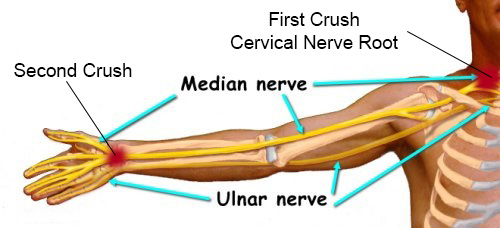 First Crush
Cervical Nerve Root
Second Crush
Median nerve
Ulnar nerve